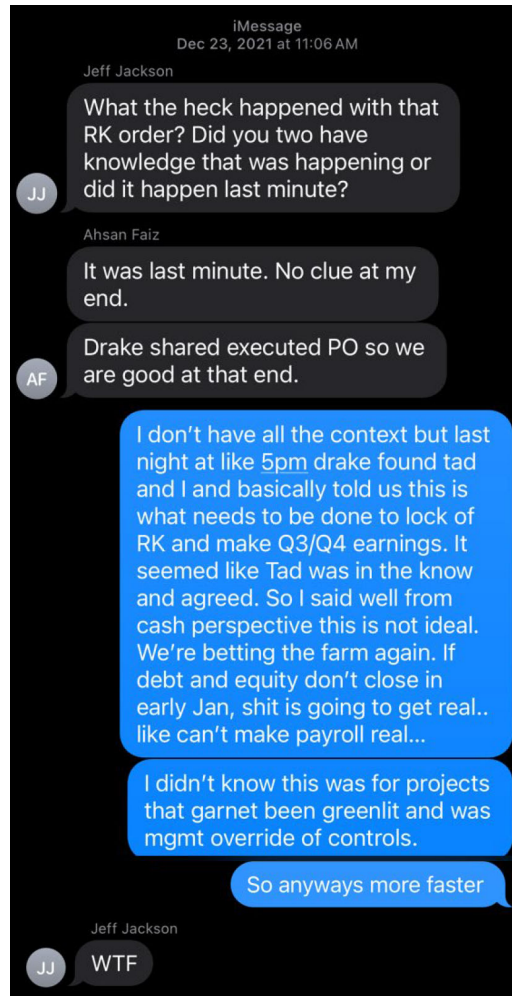 iMessage
Dec 23, 2021 at 11:06 AM
Jeff Jackson
What the heck happened with that
RK order? Did you two have
knowledge that was happening or
did it happen last minute?
JJ
Ahsan Faiz
It was last minute. No clue at my
end.
Drake shared executed PO so we
are good at that end.
AF
I don't have all the context but last
night at like 5pm drake found tad
and I and basically told us this is
what needs to be done to lock of
RK and make Q3/Q4 earnings. It
seemed like Tad was in the know
and agreed. So I said well from
cash perspective this is not ideal.
We're betting the farm again. If
debt and equity don't close in
early Jan, shit is going to get real..
like can't make payroll real...
I didn't know this was for projects
that garnet been greenlit and was
mgmt override of controls.
So anyways more faster
Jeff Jackson
WTF
JJ